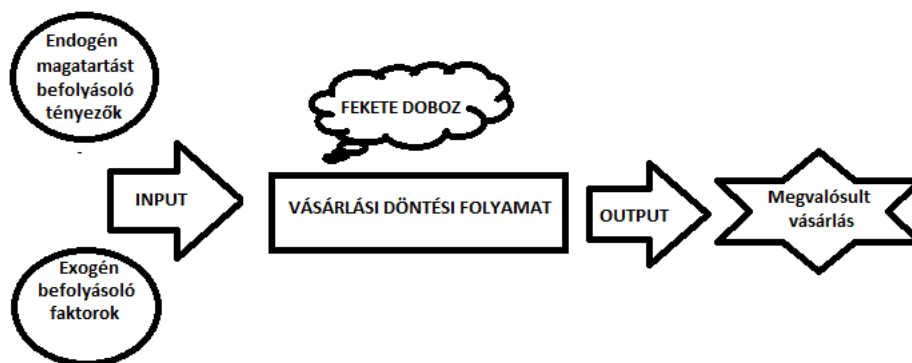 Endogén
magatartást
befolyásoló
tényezők
FEKETE DOBOZ
INPUT
VÁSÁRLÁSI DÖNTÉSI FOLYAMAT
OUTPUT
Megvalósult
vásárlás
Exogén
befolyásoló
faktorok